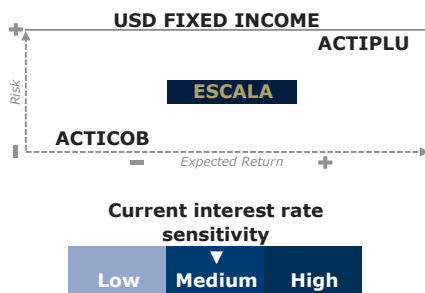 USD FIXED INCOME
ACTIPLU
Risk
ESCALA
ACTICOB
Expected Return
Current interest rate
sensitivity
Low Medium High